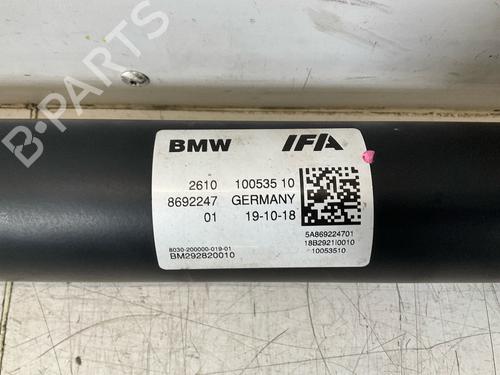 B-PARTS
BMW IFA
2610 100535 10
8692247 GERMANY
01 19-10-18
8030-200000-019-01
BM292820010
5A869224701
18B2921I0010
10053510